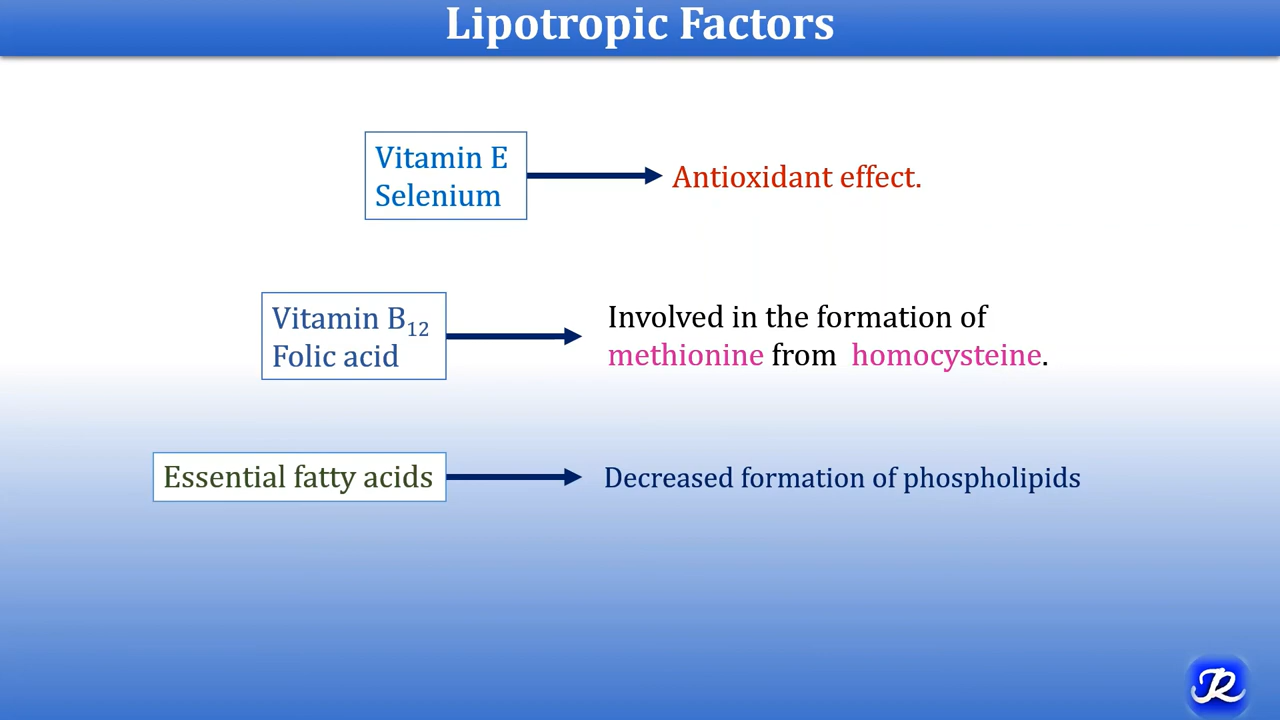 Lipotropic Factors
Vitamin E
Selenium
Antioxidant effect.
Vitamin B₁₂
Folic acid
Involved in the formation of
methionine from homocysteine.
Essential fatty acids
Decreased formation of phospholipids
JR